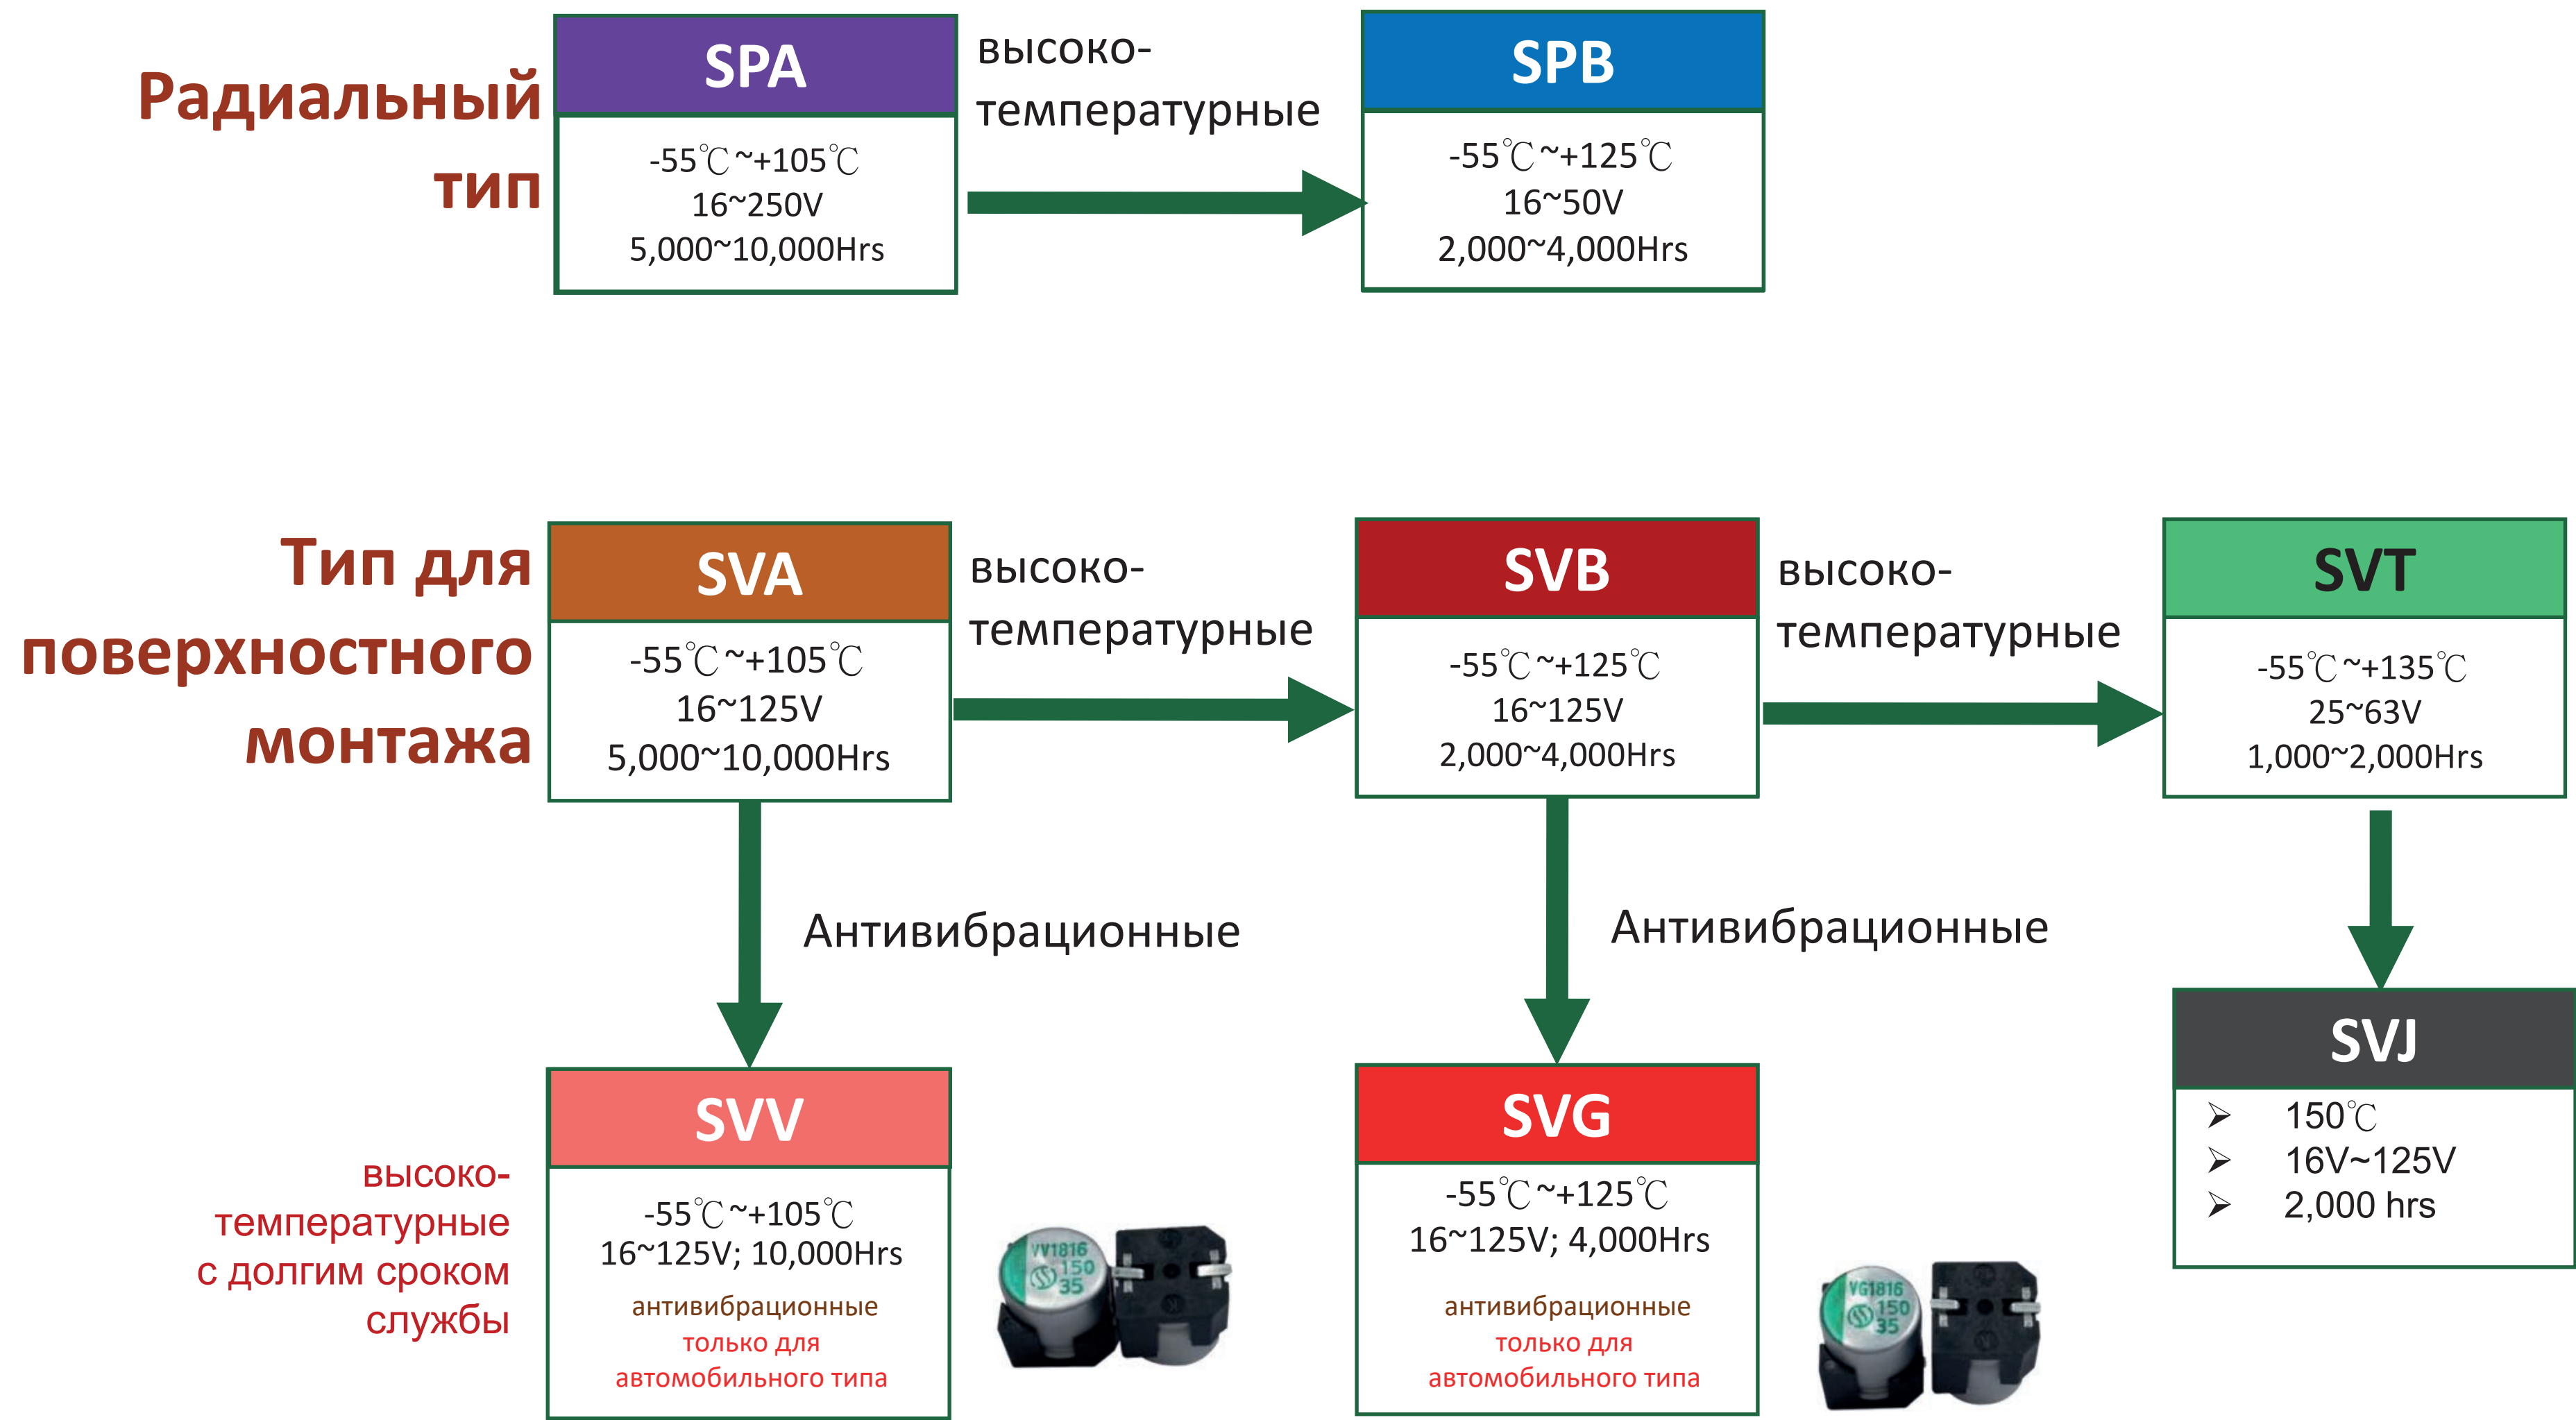 Радиальный
тип
SPA
-55℃~+105℃
16~250V
5,000~10,000Hrs
высоко-
температурные
SPB
-55℃~+125℃
16~50V
2,000~4,000Hrs
Тип для
поверхностного
монтажа
SVA
-55℃~+105℃
16~125V
5,000~10,000Hrs
высоко-
температурные
SVB
-55℃~+125℃
16~125V
2,000~4,000Hrs
высоко-
температурные
SVT
-55℃~+135℃
25~63V
1,000~2,000Hrs
Антивибрационные
Антивибрационные
высоко-
температурные
с долгим сроком
службы
SVV
-55℃~+105℃
16~125V; 10,000Hrs
антивибрационные
только для
автомобильного типа
VV1816
150
35
SVG
-55℃~+125℃
16~125V; 4,000Hrs
антивибрационные
только для
автомобильного типа
VG1816
150
35
SVJ
➢ 150℃
➢ 16V~125V
➢ 2,000 hrs